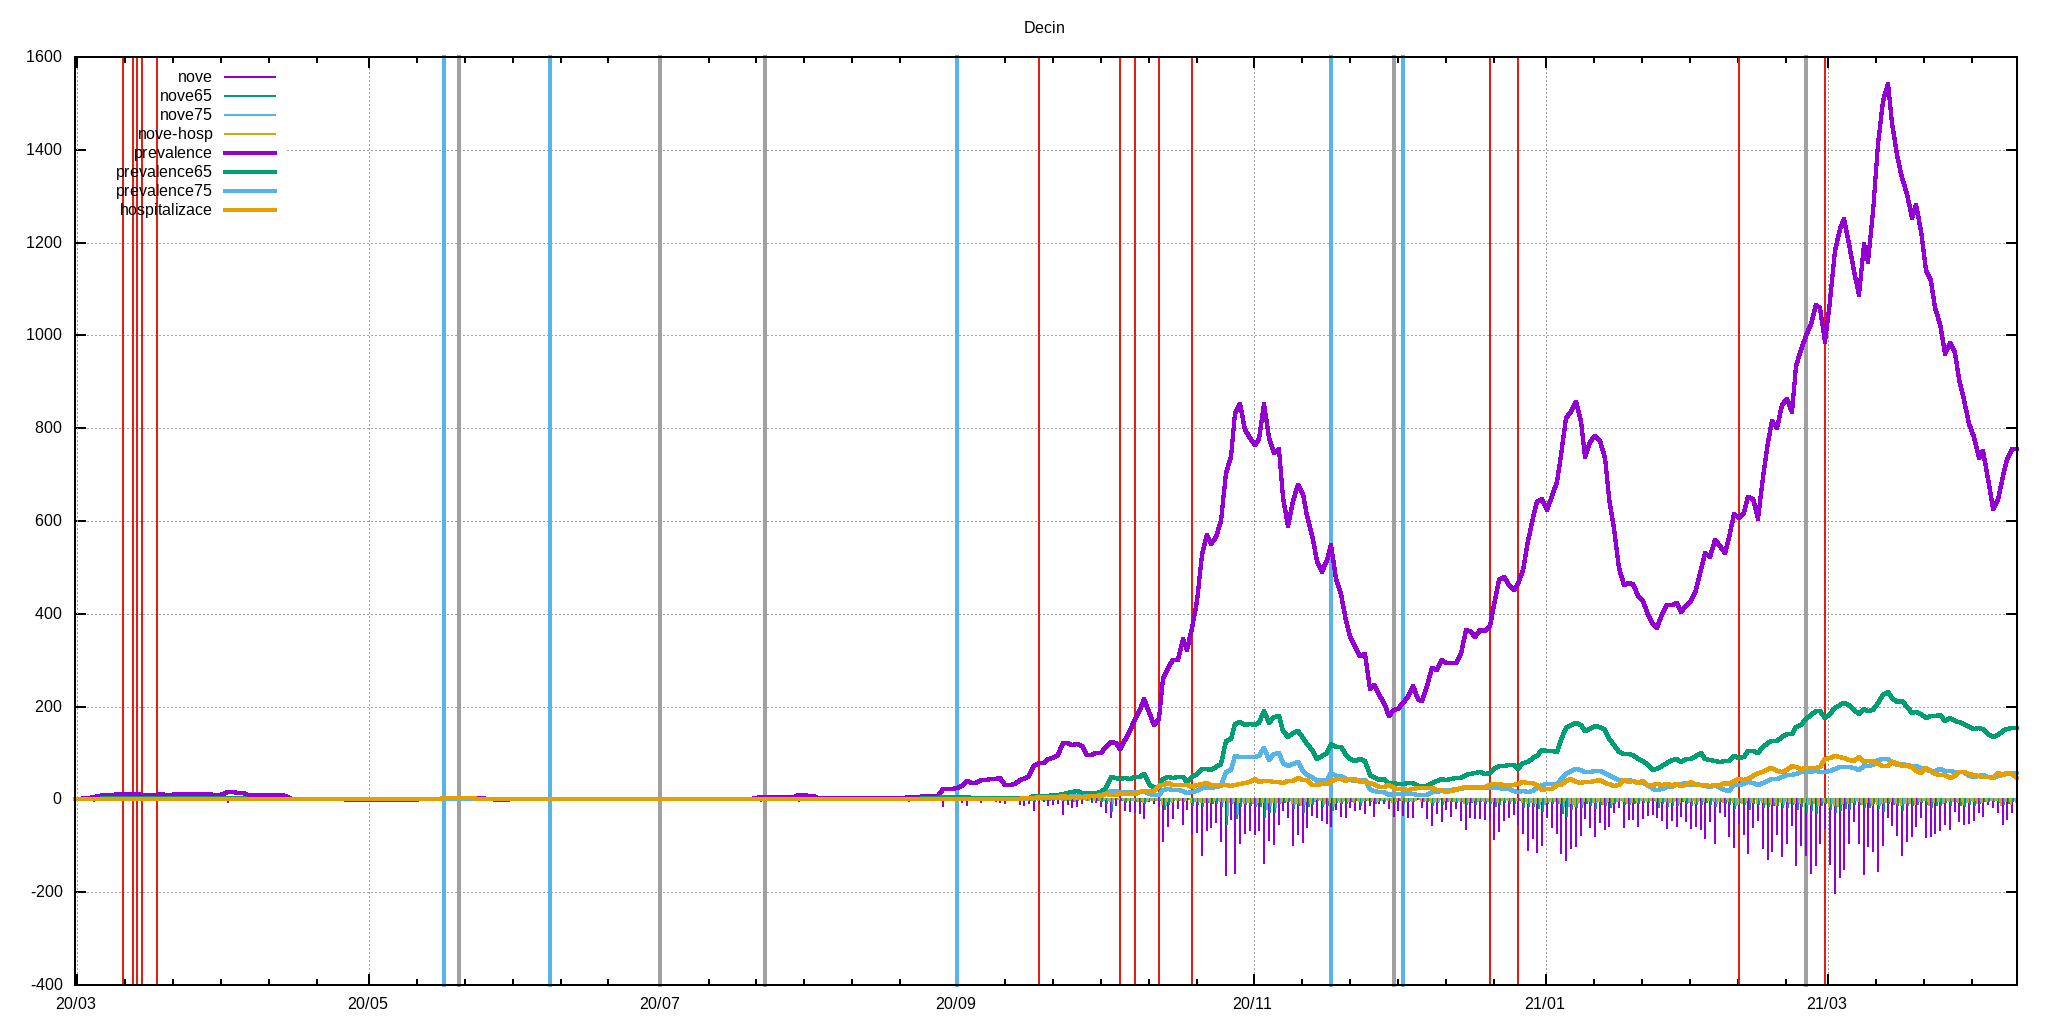 Decin
1600
1400
1200
1000
800
600
400
200
0
-200
-400
nove
nove65
nove75
nove-hosp
prevalence
prevalence65
prevalence75
hospitalizace
20/03
20/05
20/07
20/09
20/11
21/01
21/03